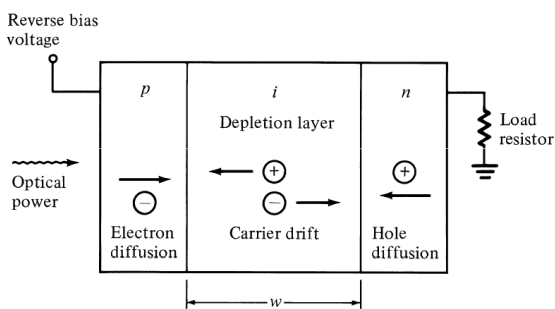 Reverse bias
voltage
p
i
n
Depletion layer
Load
resistor
Optical
power
+
−
+
−
Electron
diffusion
Carrier drift
Hole
diffusion
w